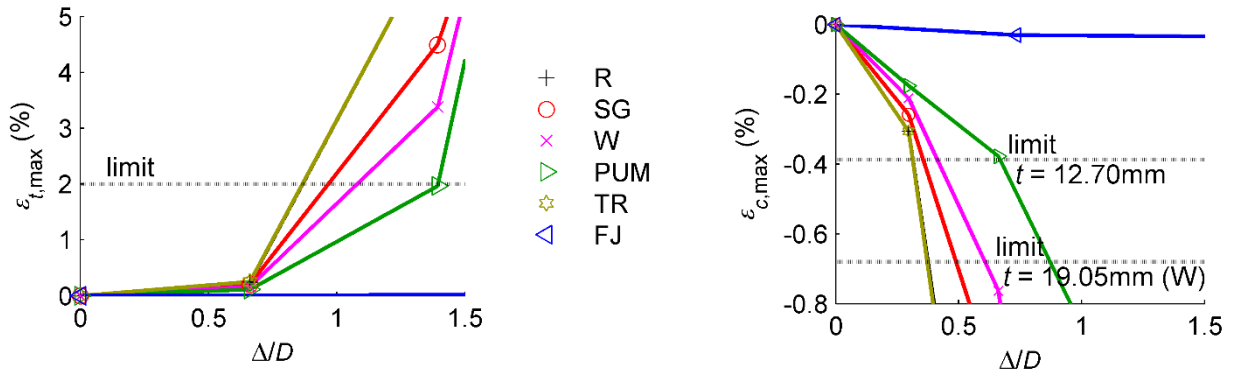 5
4
3
2
1
0
ε_t,max (%)
limit
0
0.5
1
1.5
Δ/D
R
SG
W
PUM
TR
FJ
0
-0.2
-0.4
-0.6
-0.8
ε_c,max (%)
limit
t = 12.70mm
limit
t = 19.05mm (W)
0
0.5
1
1.5
Δ/D